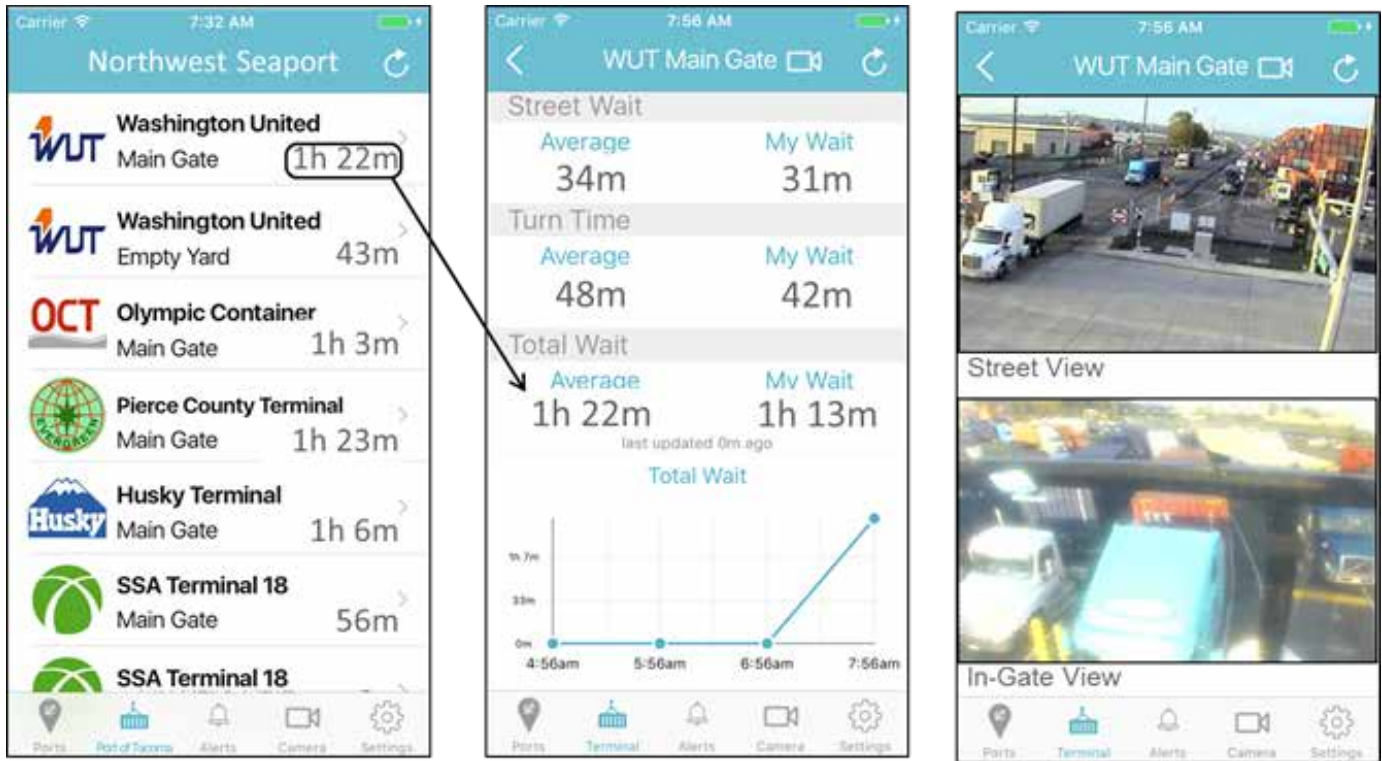 Carrier 7:32 AM
Northwest Seaport
WUT
Washington United
Main Gate 1h 22m
WUT
Washington United
Empty Yard 43m
OCT
Olympic Container
Main Gate 1h 3m
EVERGREEN
Pierce County Terminal
Main Gate 1h 23m
Husky
Husky Terminal
Main Gate 1h 6m
SSA Terminal 18
Main Gate 56m
SSA Terminal 18
Ports Port of Tacoma Alerts Camera Settings
Carrier 7:56 AM
WUT Main Gate
Street Wait
Average My Wait
34m 31m
Turn Time
Average My Wait
48m 42m
Total Wait
Average My Wait
1h 22m 1h 13m
last updated 0m ago
Total Wait
1h 7m
33m
0m
4:56am 5:56am 6:56am 7:56am
Ports Terminal Alerts Camera Settings
Carrier 7:56 AM
WUT Main Gate
Street View
In-Gate View
Ports Terminal Alerts Camera Settings